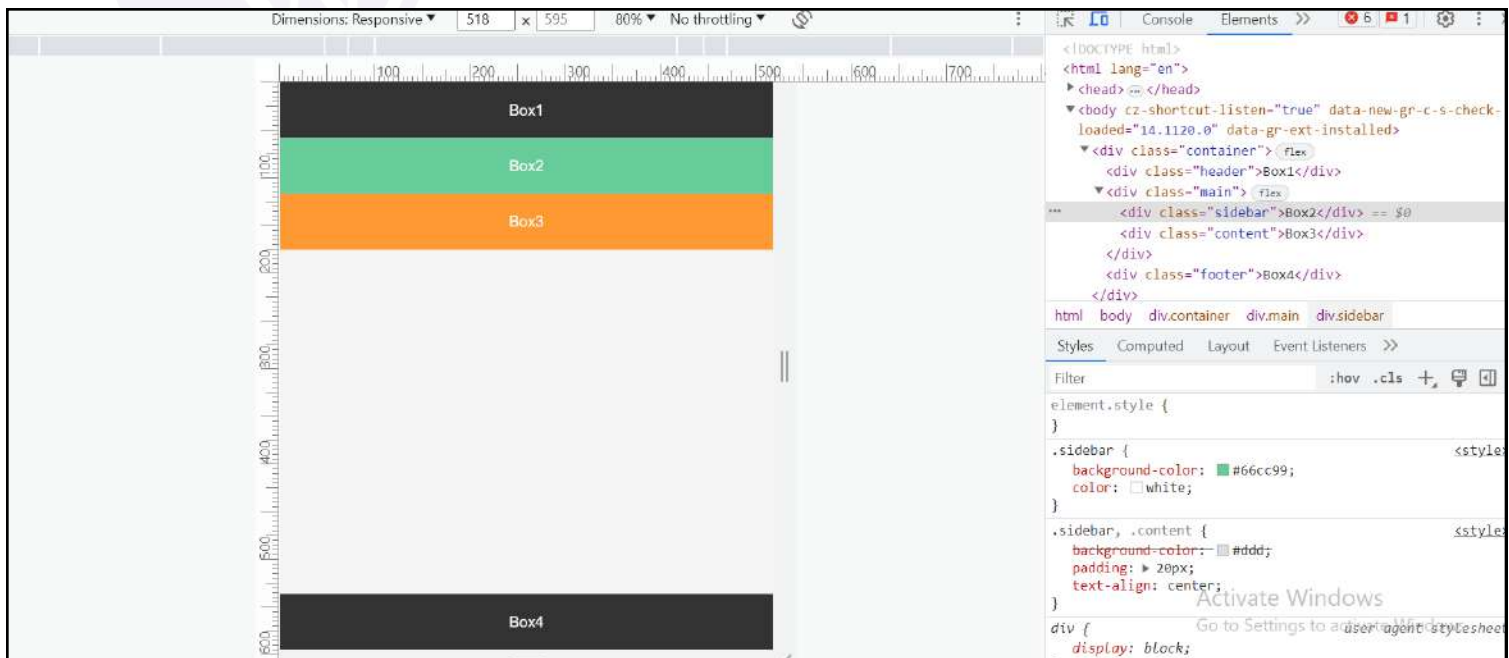 Dimensions: Responsive ▼ 518 x 595 80% ▼ No throttling ▼
Console Elements >> 6 1
100 200 300 400 500 600 700
100
200
300
400
500
600
Box1
Box2
Box3
Box4
<!DOCTYPE html>
<html lang="en">
▶ <head> ... </head>
▼ <body cz-shortcut-listen="true" data-new-gr-c-s-check-
loaded="14.1120.0" data-gr-ext-installed>
▼ <div class="container"> flex
<div class="header">Box1</div>
▼ <div class="main"> flex
... <div class="sidebar">Box2</div> == $0
<div class="content">Box3</div>
</div>
<div class="footer">Box4</div>
</div>
html body div.container div.main div.sidebar
Styles Computed Layout Event Listeners >>
Filter :hov .cls +
element.style {
}
.sidebar { <style>
background-color: #66cc99;
color: white;
}
.sidebar, .content { <style>
background-color: #ddd;
padding: ▶ 20px;
text-align: center;
}
Activate Windows
Go to Settings to activate Windows.
div { user agent stylesheet
display: block;